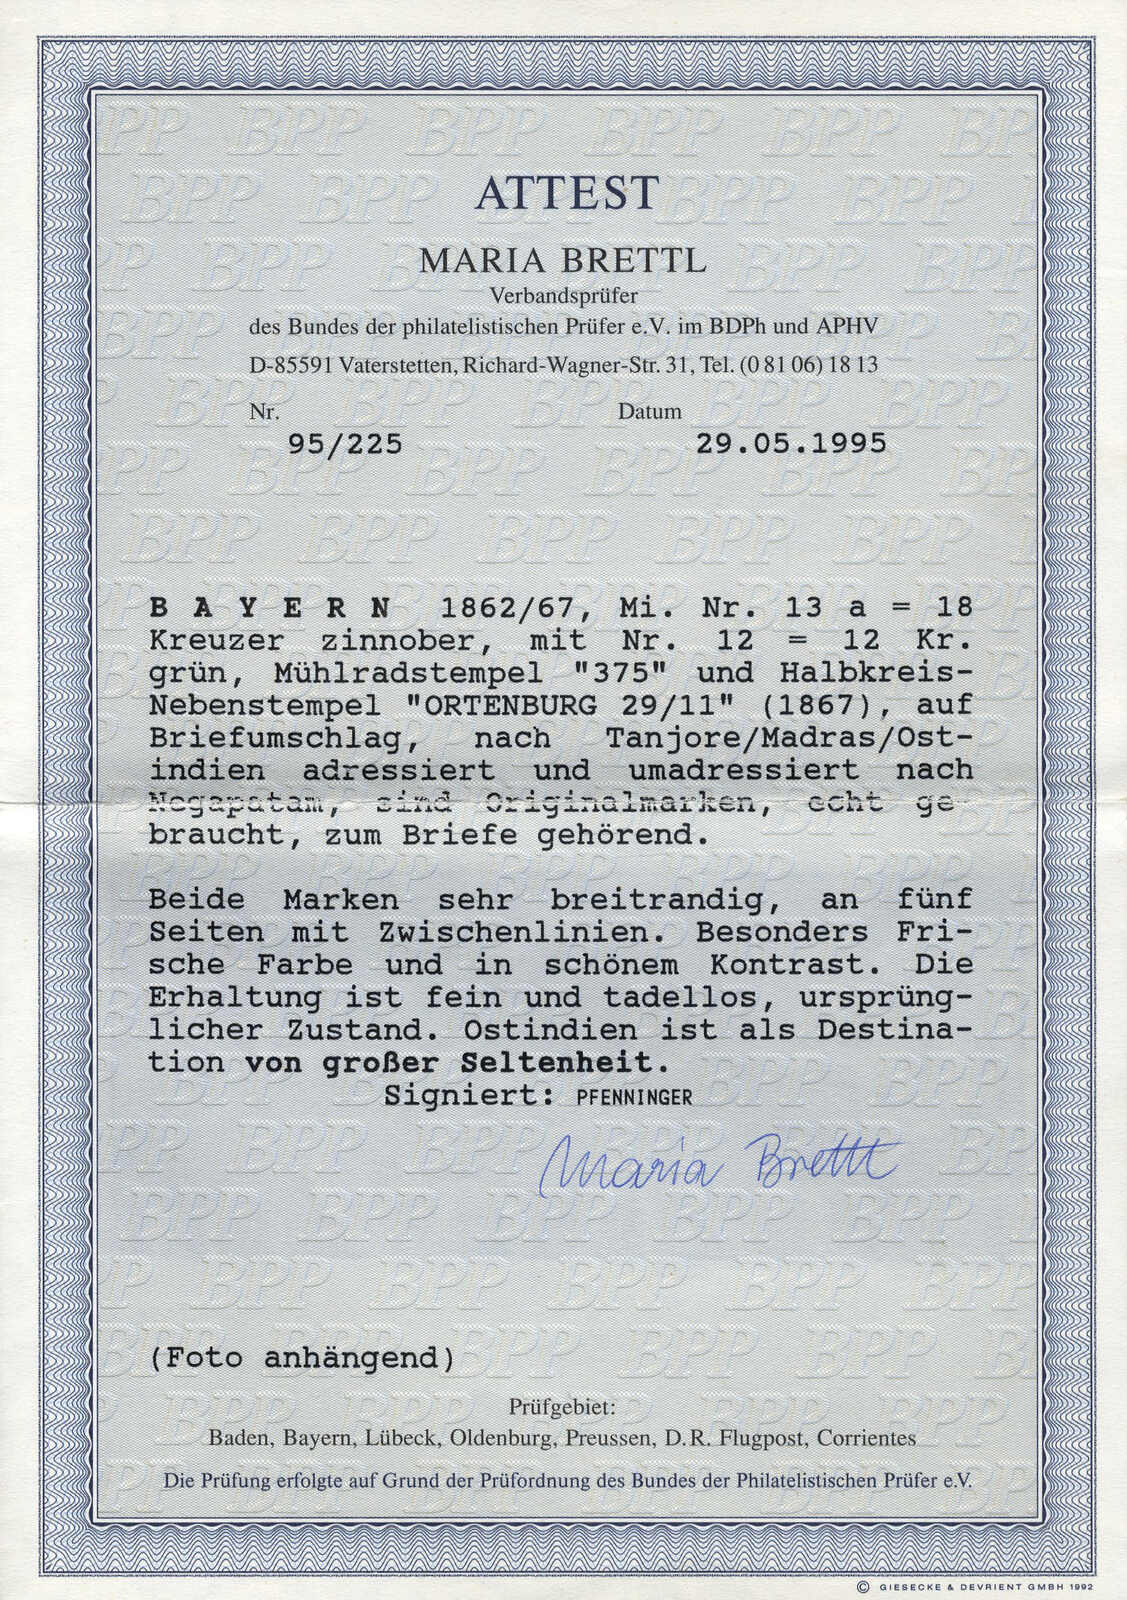 ATTEST
MARIA BRETTL
Verbandsprüfer
des Bundes der philatelistischen Prüfer e.V. im BDPh und APHV
D-85591 Vaterstetten, Richard-Wagner-Str. 31, Tel. (0 81 06) 18 13
Nr. Datum
95/225 29.05.1995
B A Y E R N 1862/67, Mi. Nr. 13 a = 18
Kreuzer zinnober, mit Nr. 12 = 12 Kr.
grün, Mühlradstempel "375" und Halbkreis-
Nebenstempel "ORTENBURG 29/11" (1867), auf
Briefumschlag, nach Tanjore/Madras/Ost-
indien adressiert und umadressiert nach
Negapatam, sind Originalmarken, echt ge-
braucht, zum Briefe gehörend.
Beide Marken sehr breitrandig, an fünf
Seiten mit Zwischenlinien. Besonders Fri-
sche Farbe und in schönem Kontrast. Die
Erhaltung ist fein und tadellos, ursprüng-
licher Zustand. Ostindien ist als Destina-
tion von großer Seltenheit.
Signiert: PFENNINGER
Maria Brettl
(Foto anhängend)
Prüfgebiet:
Baden, Bayern, Lübeck, Oldenburg, Preussen, D.R. Flugpost, Corrientes
Die Prüfung erfolgte auf Grund der Prüfordnung des Bundes der Philatelistischen Prüfer e.V.
© GIESECKE & DEVRIENT GMBH 1992